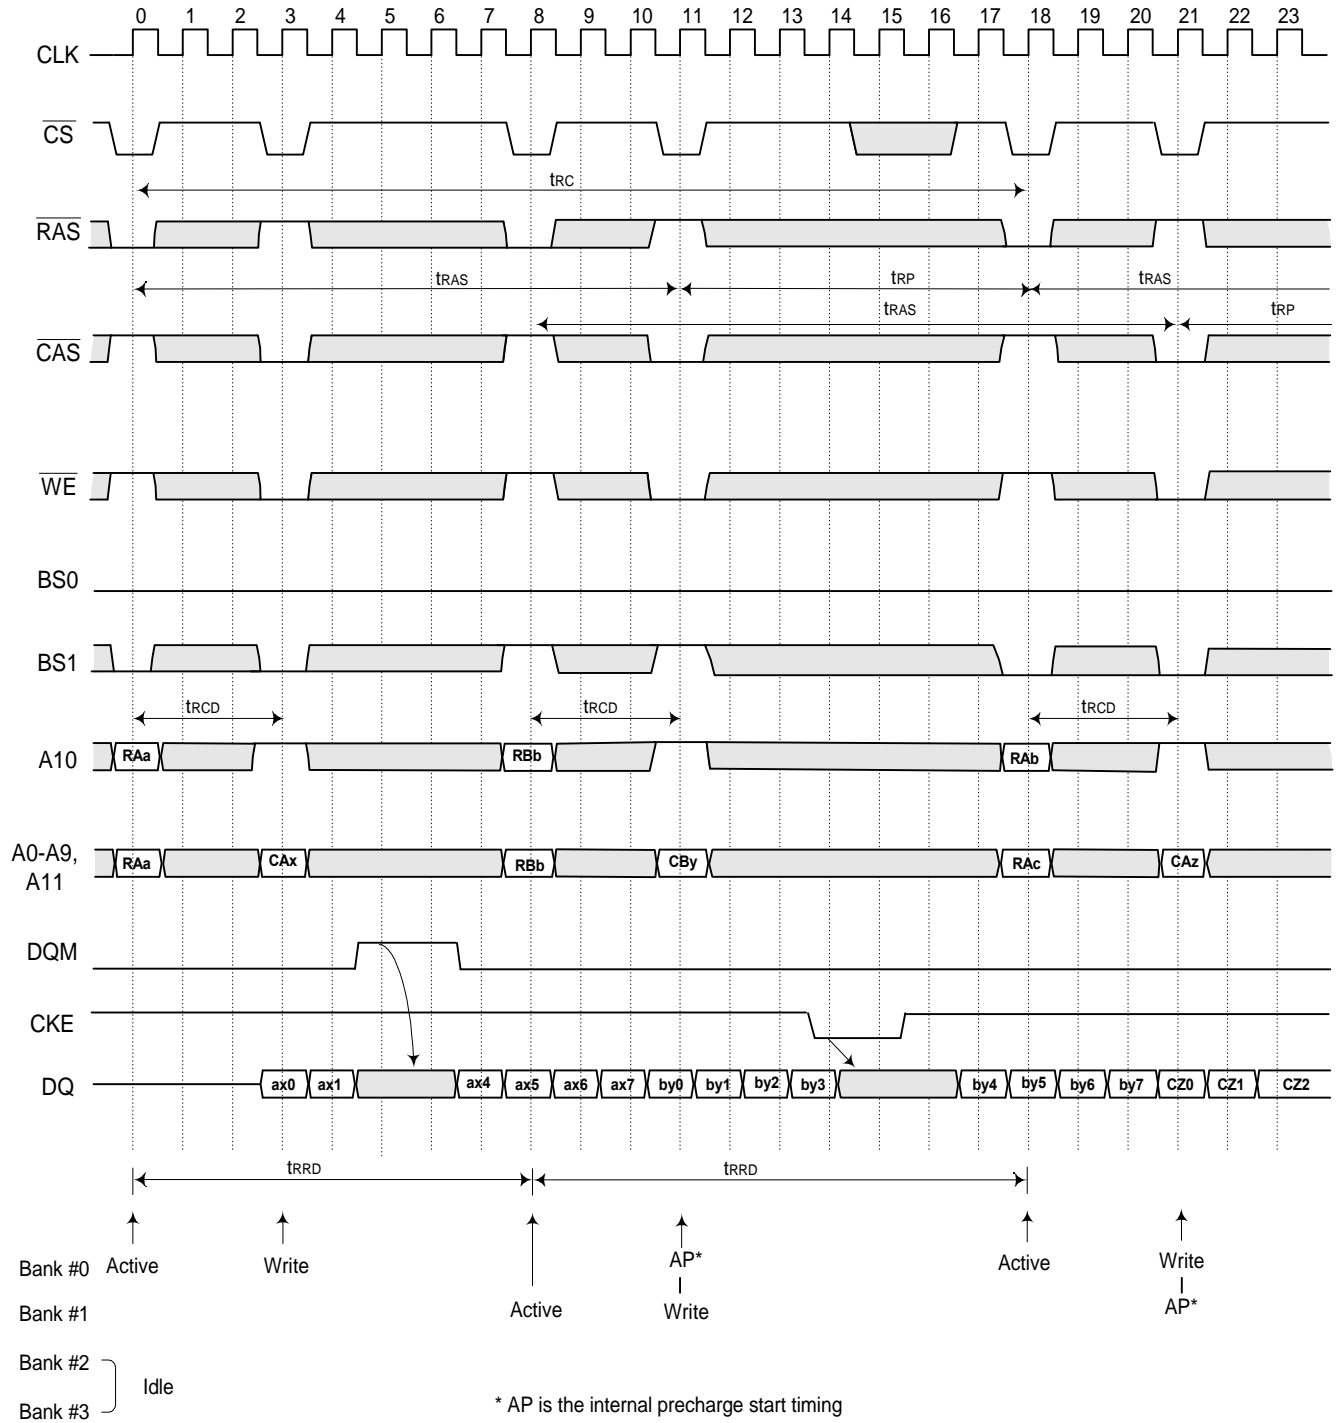 0 1 2 3 4 5 6 7 8 9 10 11 12 13 14 15 16 17 18 19 20 21 22 23
CLK
CS
tRC
RAS
tRAS tRP tRAS
tRAS tRP
CAS
WE
BS0
BS1
tRCD tRCD tRCD
A10 RAa RBb RAb
A0-A9,
A11
RAa CAx RBb CBy RAc CAz
DQM
CKE
DQ ax0 ax1 ax4 ax5 ax6 ax7 by0 by1 by2 by3 by4 by5 by6 by7 CZ0 CZ1 CZ2
tRRD tRRD
Bank #0 Active Write AP* Active Write
Bank #1 Active Write AP*
Bank #2
Idle
Bank #3
* AP is the internal precharge start timing